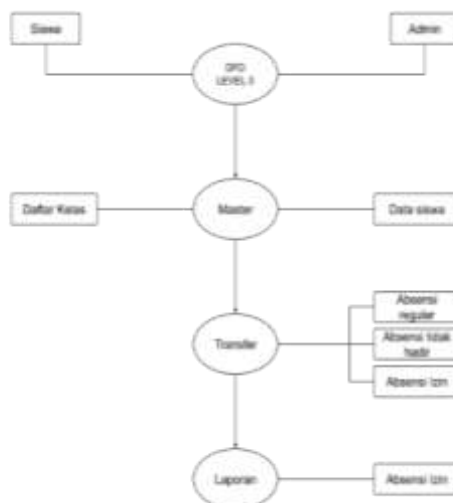 Siswa
Admin
DFD
LEVEL 0
Daftar Kelas
Master
Data siswa
Absensi
reguler
Transfer
Absensi tidak
hadir
Absensi Izin
Laporan
Absensi Izin